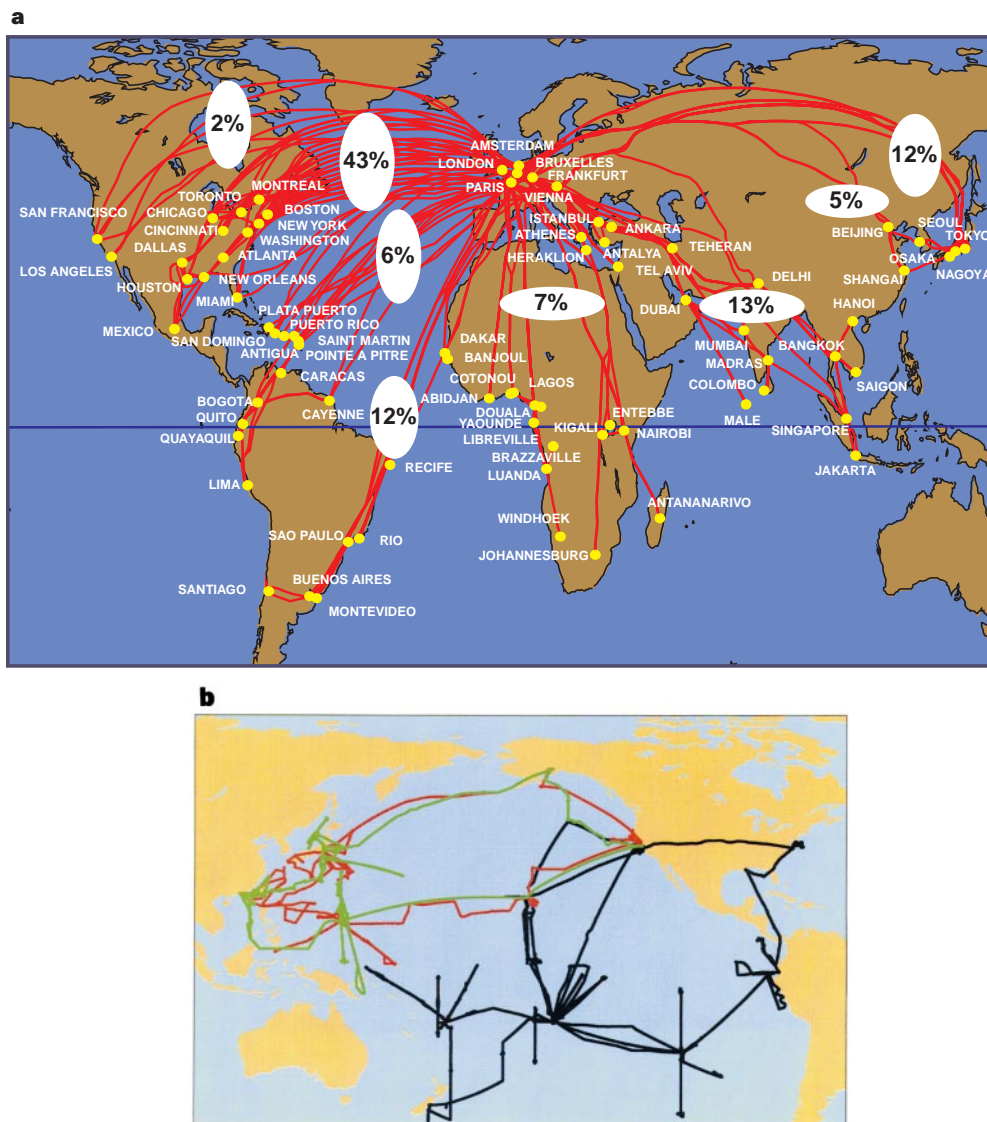 a
2%
43%
12%
AMSTERDAM
LONDON
BRUXELLES
FRANKFURT
PARIS
VIENNA
5%
MONTREAL
TORONTO
SAN FRANCISCO
CHICAGO
BOSTON
CINCINNATI
NEW YORK
DALLAS
WASHINGTON
ISTANBUL
ANKARA
ATHENES
BEIJING
SEOUL
TOKYO
LOS ANGELES
ATLANTA
6%
HERAKLION
ANTALYA
TEHERAN
TEL AVIV
OSAKA
NAGOYA
HOUSTON
NEW ORLEANS
DELHI
SHANGAI
MIAMI
7%
DUBAI
13%
HANOI
PLATA PUERTO
MEXICO
PUERTO RICO
SAN DOMINGO
SAINT MARTIN
ANTIGUA
POINTE A PITRE
DAKAR
BANJOUL
MUMBAI
BANGKOK
MADRAS
CARACAS
COTONOU
LAGOS
COLOMBO
SAIGON
BOGOTA
CAYENNE
12%
ABIDJAN
DOUALA
ENTEBBE
MALE
QUITO
YAOUNDE
KIGALI
NAIROBI
SINGAPORE
QUAYAQUIL
LIBREVILLE
BRAZZAVILLE
JAKARTA
RECIFE
LUANDA
LIMA
ANTANANARIVO
WINDHOEK
SAO PAULO
RIO
JOHANNESBURG
BUENOS AIRES
SANTIAGO
MONTEVIDEO
b